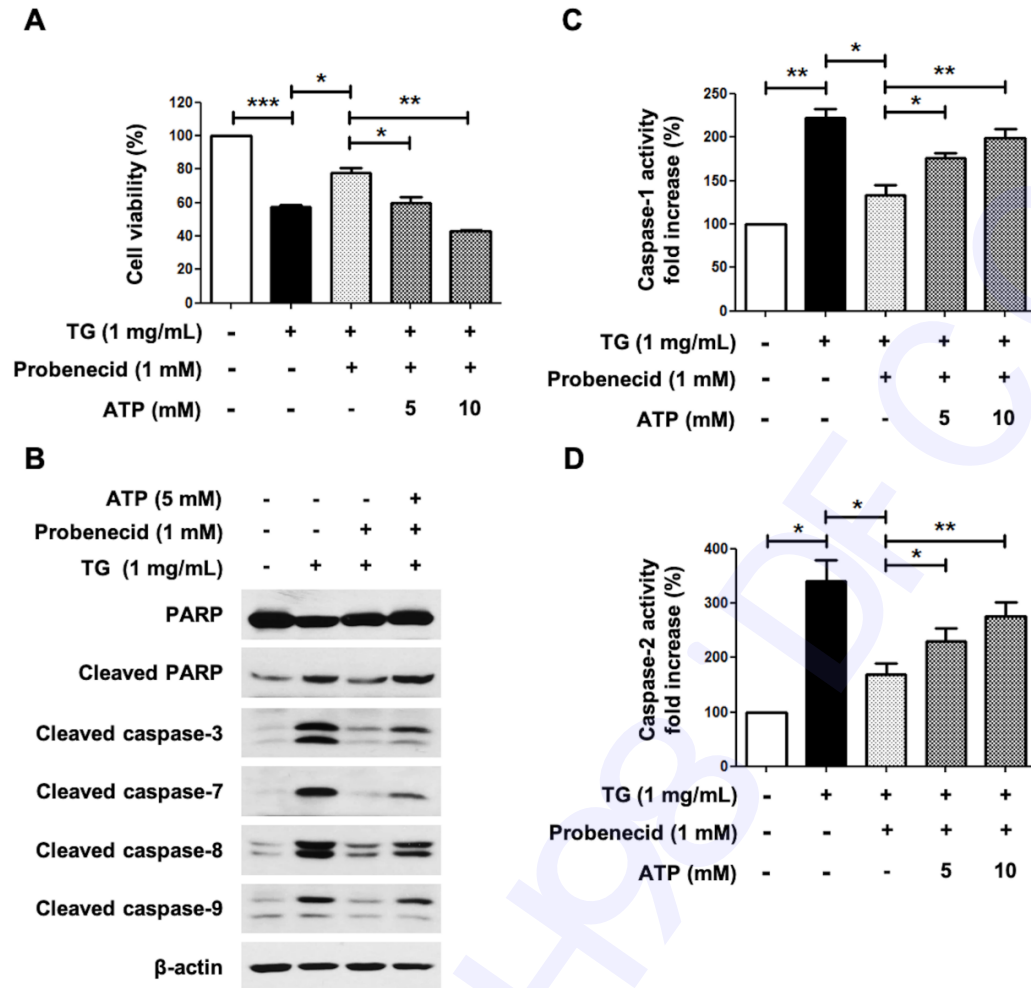 A
*
***
**
*
120
100
80
60
40
20
0
Cell viability (%)
TG (1 mg/mL) - + + + +
Probenecid (1 mM) - - + + +
ATP (mM) - - - 5 10
B
ATP (5 mM) - - - +
Probenecid (1 mM) - - + +
TG (1 mg/mL) - + + +
PARP
Cleaved PARP
Cleaved caspase-3
Cleaved caspase-7
Cleaved caspase-8
Cleaved caspase-9
β-actin
C
*
**
**
*
250
200
150
100
50
0
Caspase-1 activity
fold increase (%)
TG (1 mg/mL) - + + + +
Probenecid (1 mM) - - + + +
ATP (mM) - - - 5 10
D
*
*
**
*
400
300
200
100
0
Caspase-2 activity
fold increase (%)
TG (1 mg/mL) - + + + +
Probenecid (1 mM) - - + + +
ATP (mM) - - - 5 10